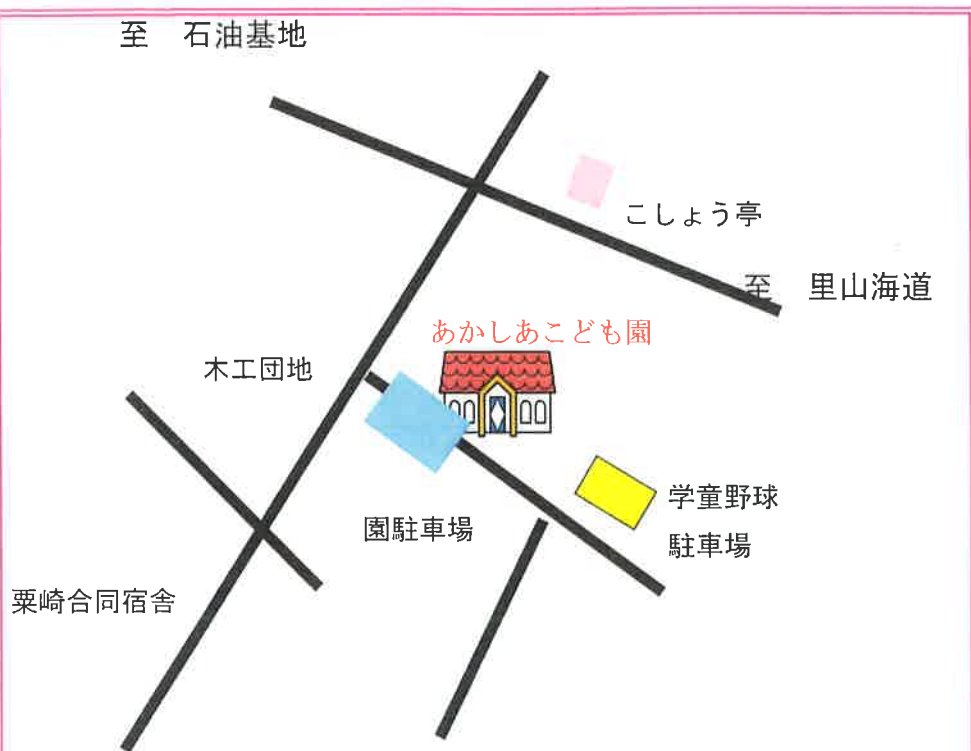 至　石油基地
こしょう亭
至　里山海道
あかしあこども園
木工団地
学童野球
園駐車場
駐車場
粟崎合同宿舎